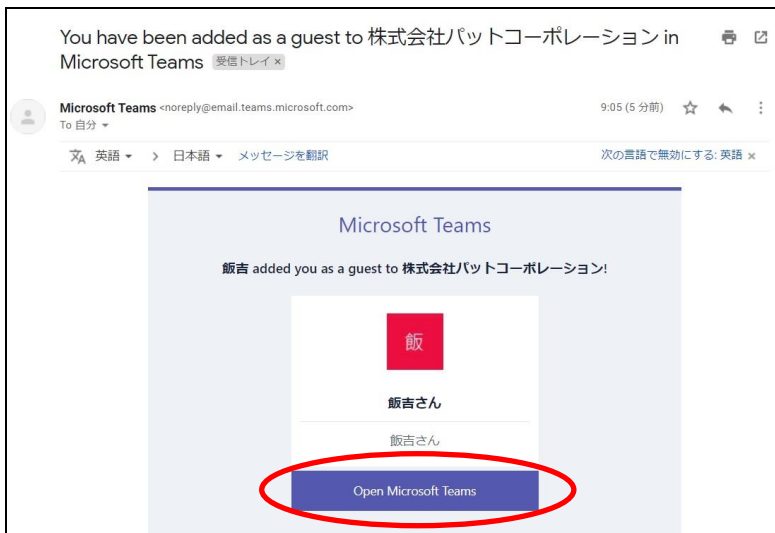 You have been added as a guest to 株式会社パットコーポレーション in
Microsoft Teams 受信トレイ ×
Microsoft Teams <noreply@email.teams.microsoft.com> 9:05 (5 分前)
To 自分
英語 > 日本語 メッセージを翻訳 次の言語で無効にする: 英語 ×
Microsoft Teams
飯吉 added you as a guest to 株式会社パットコーポレーション!
飯
飯吉さん
飯吉さん
Open Microsoft Teams